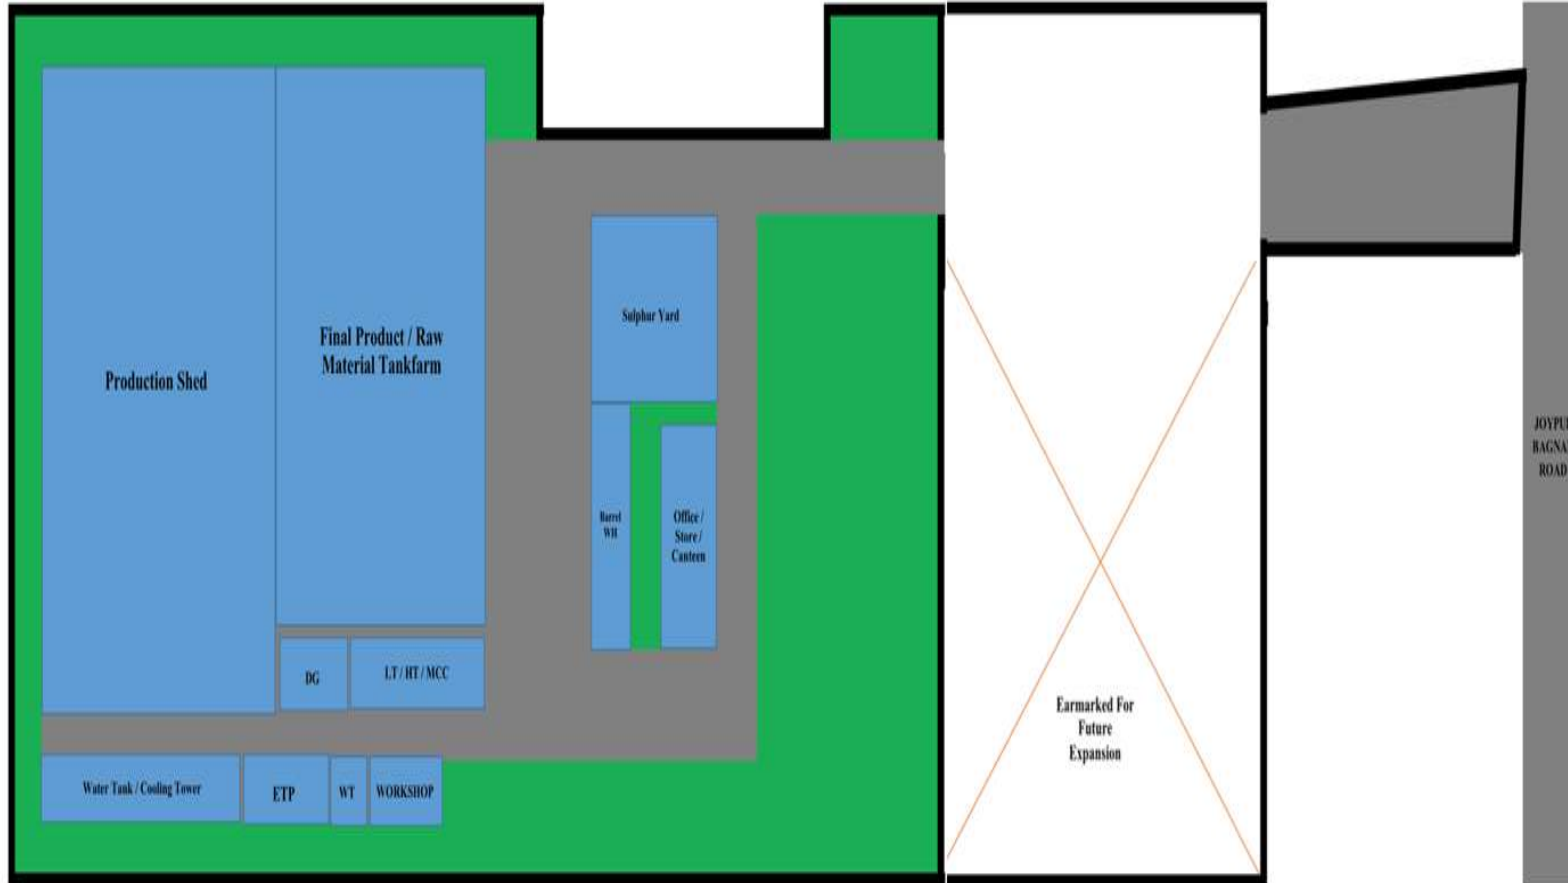 Production Shed
Final Product / Raw
Material Tankfarm
Sulphur Yard
Barrel
WH
Office /
Store /
Canteen
DG
LT / HT / MCC
Water Tank / Cooling Tower
ETP
WT
WORKSHOP
Earmarked For
Future
Expansion
ROAD